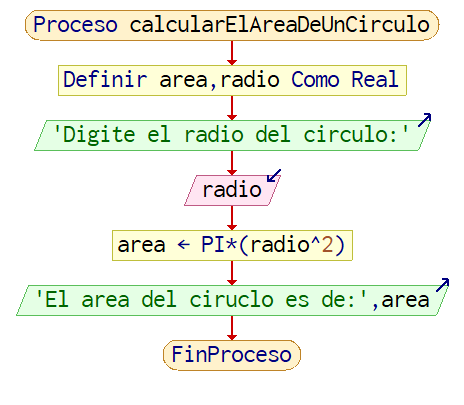 Proceso calcularElAreaDeUnCirculo
Definir area,radio Como Real
'Digite el radio del circulo:'
radio
area ← PI*(radio^2)
'El area del ciruclo es de:',area
FinProceso